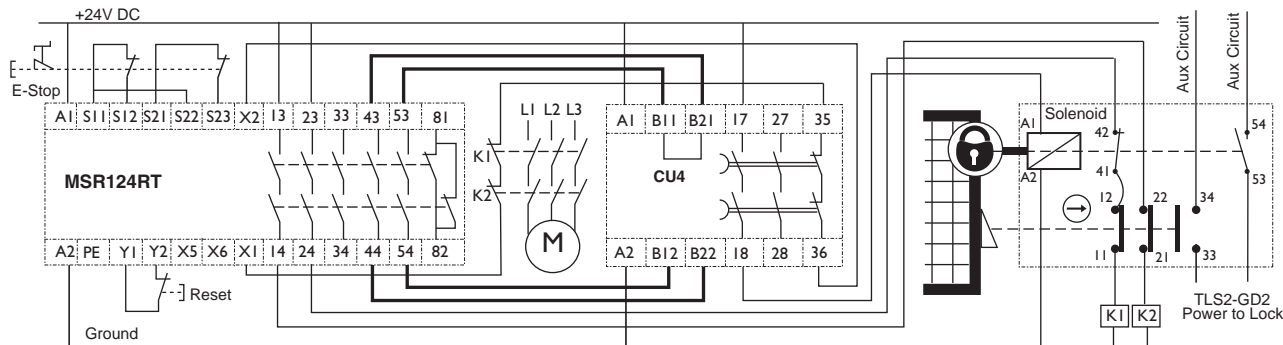 +24V DC
E-Stop
A1 S11 S12 S21 S22 S23 X2 13 23 33 43 53 81
MSR124RT
A2 PE Y1 Y2 X5 X6 X1 14 24 34 44 54 82
Reset
Ground
L1 L2 L3
K1
K2
M
A1 B11 B21 17 27 35
CU4
A2 B12 B22 18 28 36
Aux Circuit
Aux Circuit
Solenoid
A1
A2
42
41
54
53
12 22 34
11 21 33
K1 K2
TLS2-GD2
Power to Lock